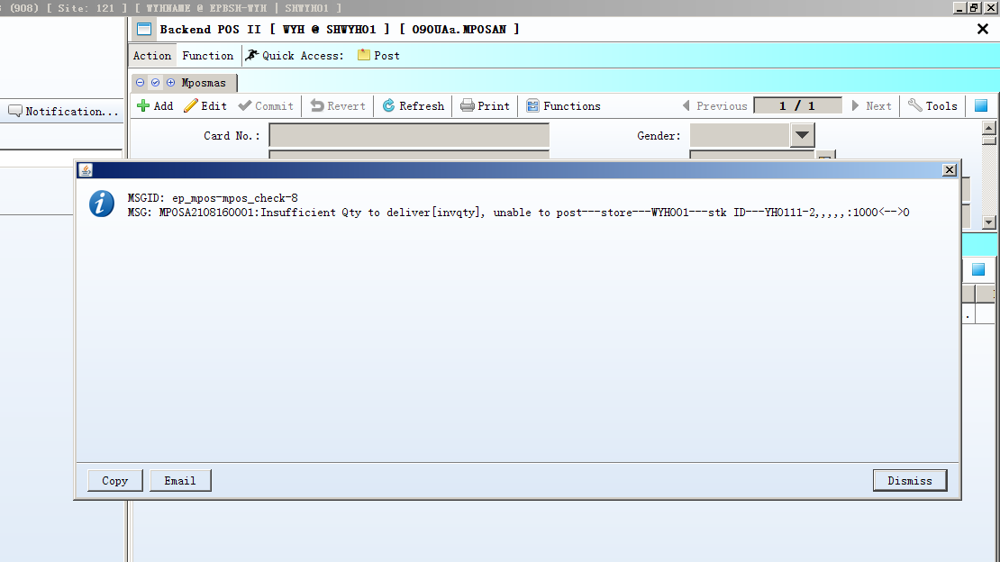 (908) [ Site: 121 ] [ WYHNAME @ EPBSH-WYH | SHWYH01 ]
Backend POS II [ WYH @ SHWYH01 ] [ 090UAa.MPOSAN ]
Action Function Quick Access: Post
Mposmas
Notification...
Add Edit Commit Revert Refresh Print Functions Previous 1 / 1 Next Tools
Card No.: Gender:
MSGID: ep_mpos-mpos_check-8
MSG: MPOSA2108160001:Insufficient Qty to deliver[invqty], unable to post---store---WYH001---stk ID---YH0111-2,,,,,:1000<-->0
Copy Email Dismiss